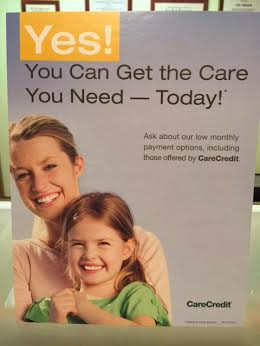 Yes!
You Can Get the Care
You Need — Today!*
Ask about our low monthly
payment options, including
those offered by CareCredit.
CareCredit®